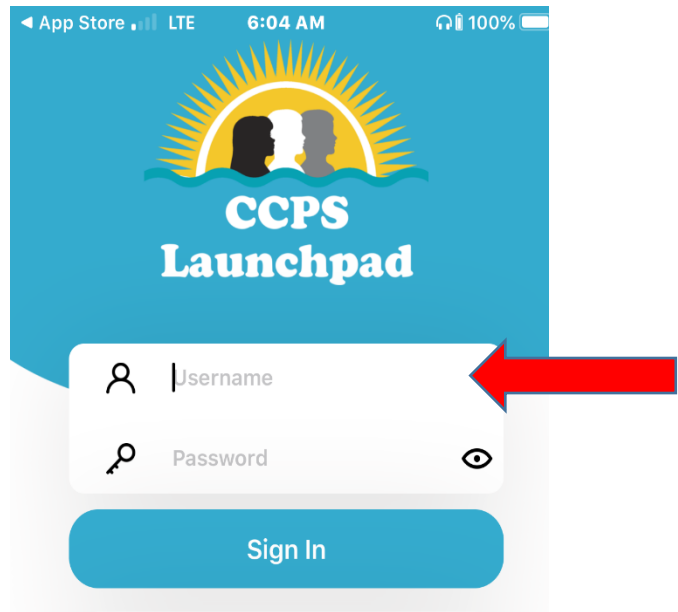 App Store LTE 6:04 AM 100%
CCPS
Launchpad
Username
Password
Sign In